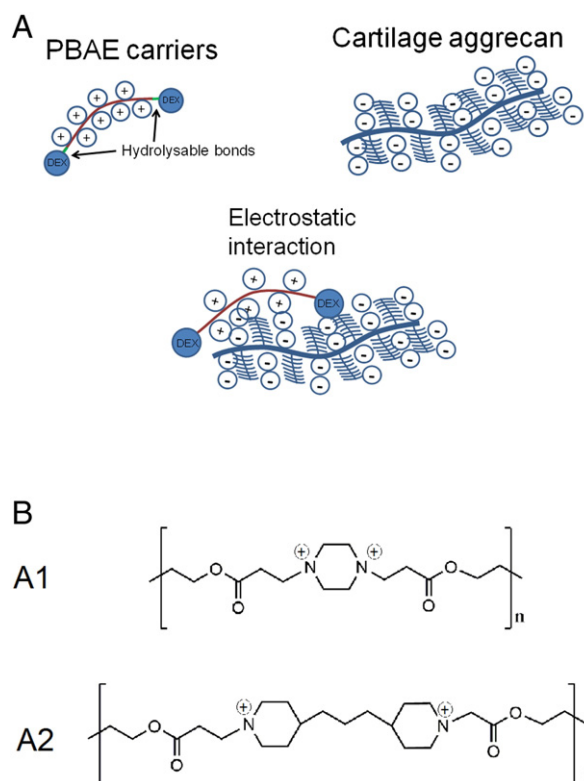 A
PBAE carriers
Cartilage aggrecan
DEX
Hydrolysable bonds
DEX
Electrostatic
interaction
DEX
DEX
B
A1
O
O
N
N
O
O
n
A2
O
O
N
N
O
O